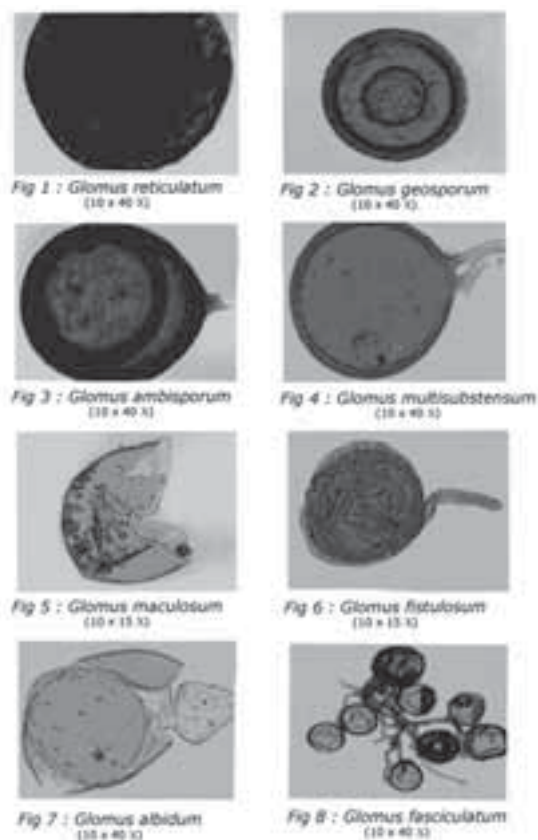 Fig 1 : Glomus reticulatum
(10 x 40 X)
Fig 2 : Glomus geosporum
(10 x 40 X)
Fig 3 : Glomus ambisporum
(10 x 40 X)
Fig 4 : Glomus multisubstensum
(10 x 40 X)
Fig 5 : Glomus maculosum
(10 x 15 X)
Fig 6 : Glomus fistulosum
(10 x 15 X)
Fig 7 : Glomus albidum
(10 x 40 X)
Fig 8 : Glomus fasciculatum
(10 x 40 X)